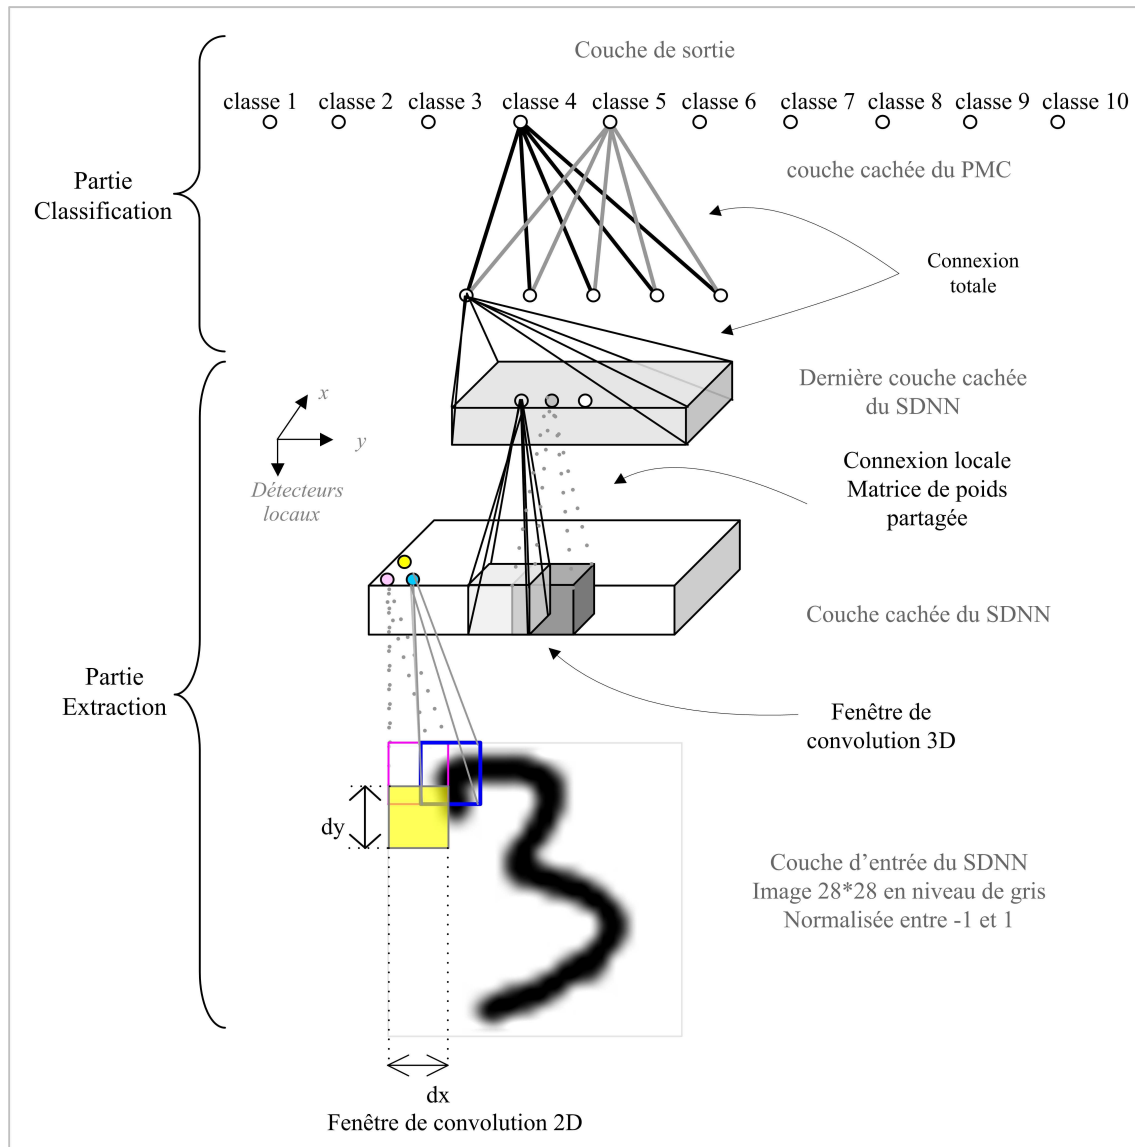 Couche de sortie
classe 1 classe 2 classe 3 classe 4 classe 5 classe 6 classe 7 classe 8 classe 9 classe 10
couche cachée du PMC
Partie
Classification
Connexion
totale
Dernière couche cachée
du SDNN
x
y
Détecteurs
locaux
Connexion locale
Matrice de poids
partagée
Couche cachée du SDNN
Partie
Extraction
Fenêtre de
convolution 3D
dy
Couche d'entrée du SDNN
Image 28*28 en niveau de gris
Normalisée entre -1 et 1
dx
Fenêtre de convolution 2D